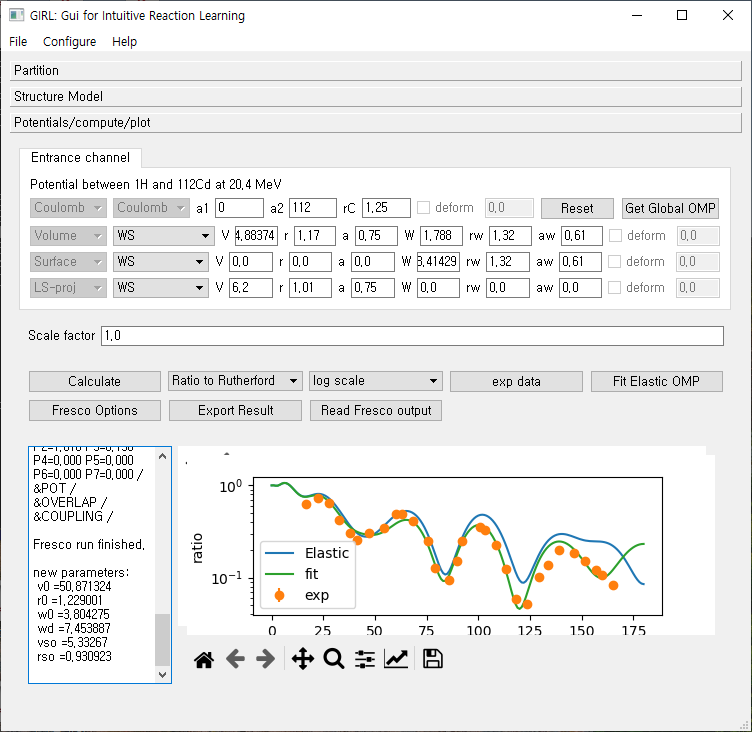 GIRL: Gui for Intuitive Reaction Learning
File Configure Help
Partition
Structure Model
Potentials/compute/plot
Entrance channel
Potential between 1H and 112Cd at 20,4 MeV
Coulomb Coulomb a1 0 a2 112 rC 1,25 deform 0,0 Reset Get Global OMP
Volume WS V 4,88374 r 1,17 a 0,75 W 1,788 rw 1,32 aw 0,61 deform 0,0
Surface WS V 0,0 r 0,0 a 0,0 W 8,41429 rw 1,32 aw 0,61 deform 0,0
LS-proj WS V 6,2 r 1,01 a 0,75 W 0,0 rw 0,0 aw 0,0 deform 0,0
Scale factor 1,0
Calculate Ratio to Rutherford log scale exp data Fit Elastic OMP
Fresco Options Export Result Read Fresco output
P4=0,000 P5=0,000
P6=0,000 P7=0,000 /
&POT /
&OVERLAP /
&COUPLING /
Fresco run finished,
new parameters:
v0 =50,871324
r0 =1,229001
w0 =3,804275
wd =7,453887
vso =5,33267
rso =0,930923
10⁰
10⁻¹
ratio
Elastic
fit
exp
0 25 50 75 100 125 150 175